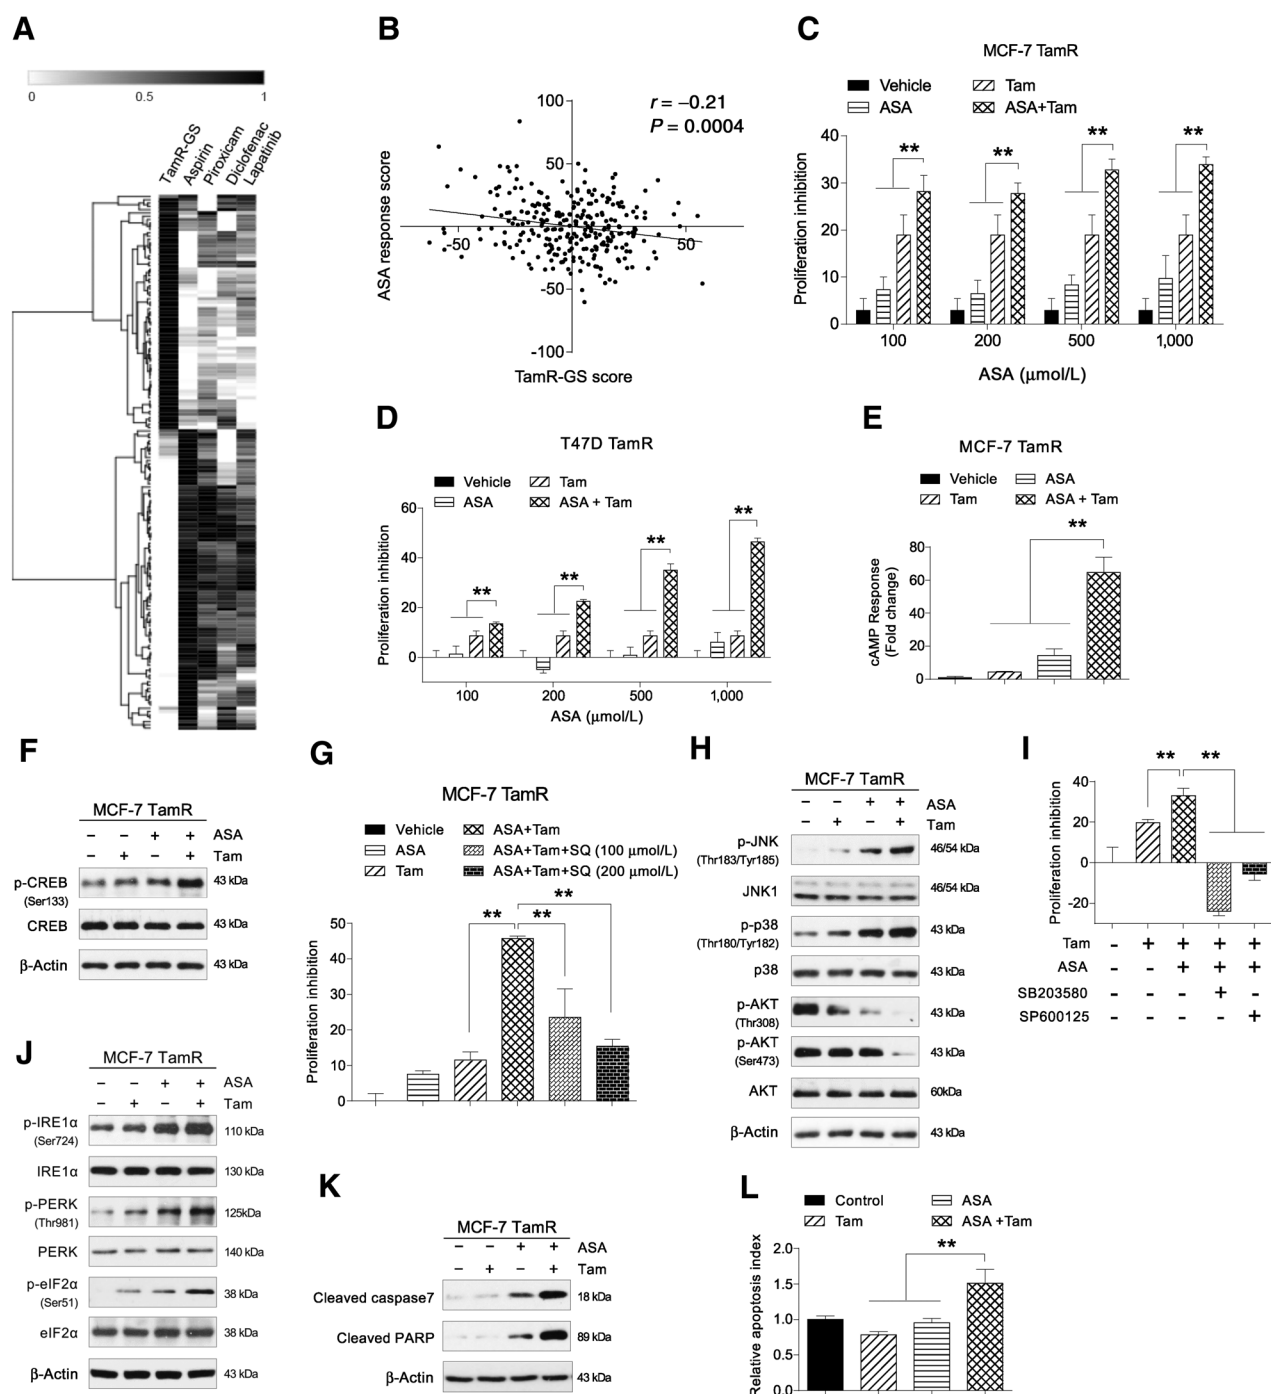 A
0 0.5 1
TamR-GS
Aspirin
Piroxicam
Diclofenac
Lapatinib
B
r = −0.21
P = 0.0004
100
50
-50 50
-50
-100
ASA response score
TamR-GS score
C
MCF-7 TamR
Vehicle Tam
ASA ASA+Tam
Proliferation inhibition
40
30
20
10
0
** ** ** **
100 200 500 1,000
ASA (μmol/L)
D
T47D TamR
Vehicle Tam
ASA ASA + Tam
Proliferation inhibition
60
40
20
0
** ** ** **
100 200 500 1,000
ASA (μmol/L)
E
MCF-7 TamR
Vehicle ASA
Tam ASA + Tam
**
cAMP Response
(Fold change)
80
60
40
20
0
F
MCF-7 TamR
– – + + ASA
– + – + Tam
p-CREB 43 kDa
(Ser133)
CREB 43 kDa
β-Actin 43 kDa
G
MCF-7 TamR
Vehicle ASA+Tam
ASA ASA+Tam+SQ (100 μmol/L)
Tam ASA+Tam+SQ (200 μmol/L)
Proliferation inhibition
50
40
30
20
10
0
**
** **
H
MCF-7 TamR
– – + + ASA
– + – + Tam
p-JNK 46/54 kDa
(Thr183/Tyr185)
JNK1 46/54 kDa
p-p38 43 kDa
(Thr180/Tyr182)
p38 43 kDa
p-AKT 43 kDa
(Thr308)
p-AKT 43 kDa
(Ser473)
AKT 60kDa
β-Actin 43 kDa
I
** **
Proliferation inhibition
40
20
0
-20
Tam - + + + +
ASA - - + + +
SB203580 - - - + -
SP600125 - - - - +
J
MCF-7 TamR
– – + + ASA
– + – + Tam
p-IRE1α 110 kDa
(Ser724)
IRE1α 130 kDa
p-PERK 125kDa
(Thr981)
PERK 140 kDa
p-eIF2α 38 kDa
(Ser51)
eIF2α 38 kDa
β-Actin 43 kDa
K
MCF-7 TamR
– – + + ASA
– + – + Tam
Cleaved caspase7 18 kDa
Cleaved PARP 89 kDa
β-Actin 43 kDa
L
Control ASA
Tam ASA +Tam
**
Relative apoptosis index
2.0
1.5
1.0
0.5
0.0